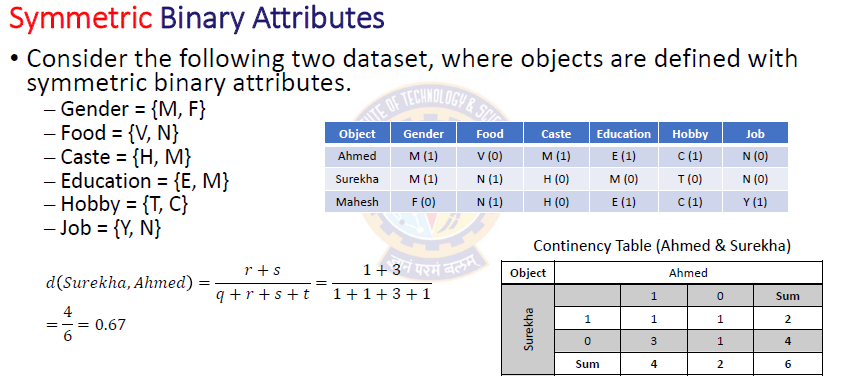 Symmetric Binary Attributes
• Consider the following two dataset, where objects are defined with
symmetric binary attributes.
– Gender = {M, F}
– Food = {V, N}
– Caste = {H, M}
– Education = {E, M}
– Hobby = {T, C}
– Job = {Y, N}
Object Gender Food Caste Education Hobby Job
Ahmed M (1) V (0) M (1) E (1) C (1) N (0)
Surekha M (1) N (1) H (0) M (0) T (0) N (0)
Mahesh F (0) N (1) H (0) E (1) C (1) Y (1)
d(Surekha, Ahmed) = (r + s)/(q + r + s + t) = (1 + 3)/(1 + 1 + 3 + 1)
= 4/6 = 0.67
Continency Table (Ahmed & Surekha)
Object Ahmed
Surekha
1 0 Sum
1 1 1 2
0 3 1 4
Sum 4 2 6